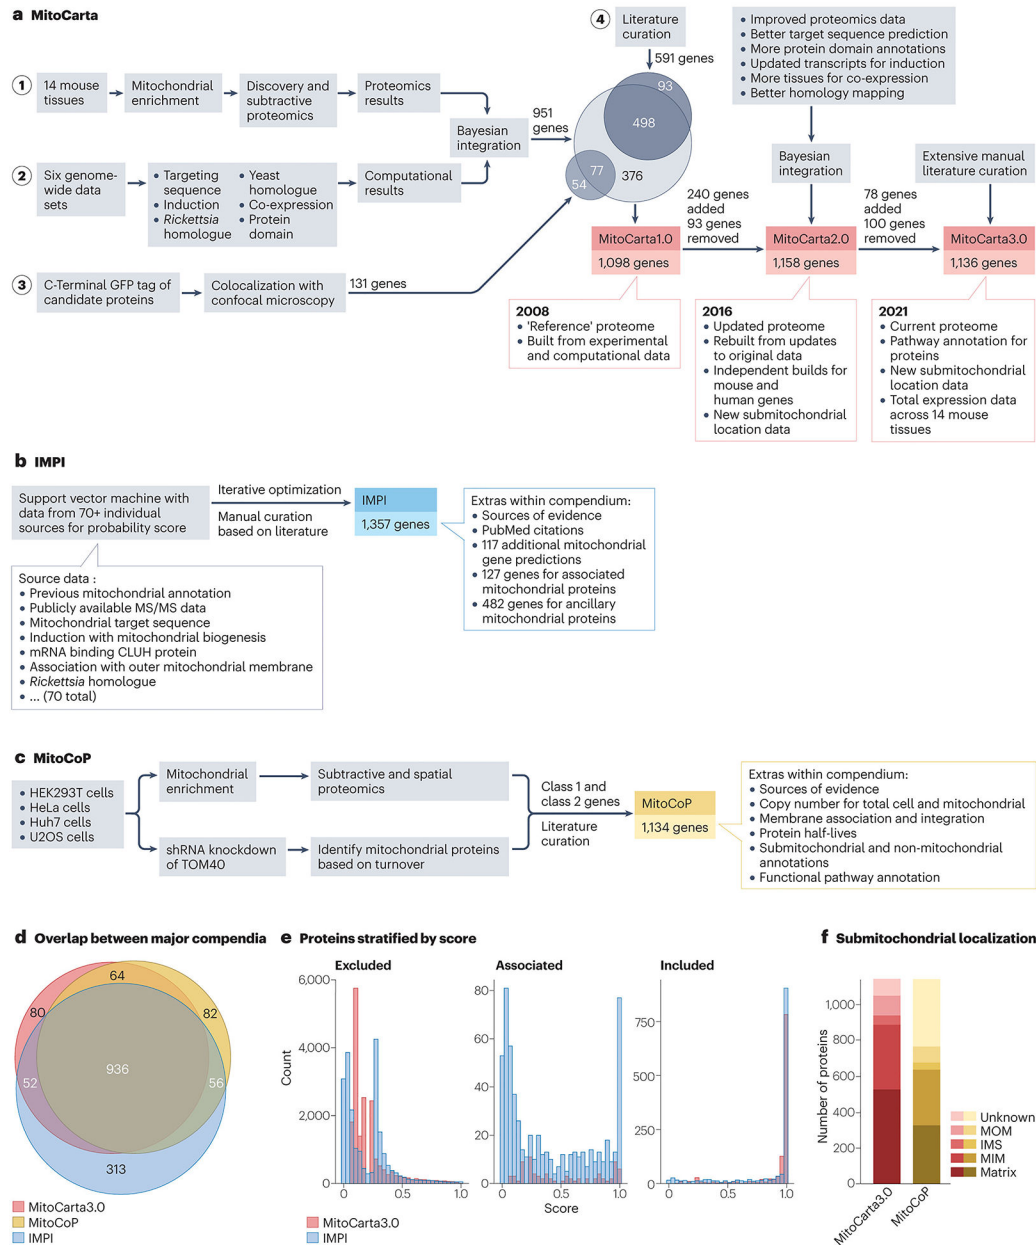 a MitoCarta
1
14 mouse
tissues
Mitochondrial
enrichment
Discovery and
subtractive
proteomics
Proteomics
results
2
Six genome-
wide data
sets
• Targeting
sequence
• Induction
• Rickettsia
homologue
• Yeast
homologue
• Co-expression
• Protein
domain
Computational
results
Bayesian
integration
951
genes
3
C-Terminal GFP tag of
candidate proteins
Colocalization with
confocal microscopy
131 genes
4
Literature
curation
591 genes
93
498
77
54
376
• Improved proteomics data
• Better target sequence prediction
• More protein domain annotations
• Updated transcripts for induction
• More tissues for co-expression
• Better homology mapping
Bayesian
integration
Extensive manual
literature curation
MitoCarta1.0
1,098 genes
240 genes
added
93 genes
removed
MitoCarta2.0
1,158 genes
78 genes
added
100 genes
removed
MitoCarta3.0
1,136 genes
2008
• 'Reference' proteome
• Built from experimental
and computational data
2016
• Updated proteome
• Rebuilt from updates
to original data
• Independent builds for
mouse and
human genes
• New submitochondrial
location data
2021
• Current proteome
• Pathway annotation for
proteins
• New submitochondrial
location data
• Total expression data
across 14 mouse
tissues
b IMPI
Support vector machine with
data from 70+ individual
sources for probability score
Iterative optimization
Manual curation
based on literature
IMPI
1,357 genes
Extras within compendium:
• Sources of evidence
• PubMed citations
• 117 additional mitochondrial
gene predictions
• 127 genes for associated
mitochondrial proteins
• 482 genes for ancillary
mitochondrial proteins
Source data :
• Previous mitochondrial annotation
• Publicly available MS/MS data
• Mitochondrial target sequence
• Induction with mitochondrial biogenesis
• mRNA binding CLUH protein
• Association with outer mitochondrial membrane
• Rickettsia homologue
• ... (70 total)
c MitoCoP
• HEK293T cells
• HeLa cells
• Huh7 cells
• U2OS cells
Mitochondrial
enrichment
Subtractive and spatial
proteomics
shRNA knockdown
of TOM40
Identify mitochondrial proteins
based on turnover
Class 1 and
class 2 genes
Literature
curation
MitoCoP
1,134 genes
Extras within compendium:
• Sources of evidence
• Copy number for total cell and mitochondrial
• Membrane association and integration
• Protein half-lives
• Submitochondrial and non-mitochondrial
annotations
• Functional pathway annotation
d Overlap between major compendia
64
80
82
936
52
56
313
MitoCarta3.0
MitoCoP
IMPI
e Proteins stratified by score
Excluded
Associated
Included
Count
6,000
4,000
2,000
0
0
0.5
1.0
80
60
40
20
0
0
0.5
1.0
750
500
250
0
0
0.5
1.0
Score
MitoCarta3.0
IMPI
f Submitochondrial localization
Number of proteins
1,000
800
600
400
200
0
MitoCarta3.0
MitoCoP
Unknown
MOM
IMS
MIM
Matrix